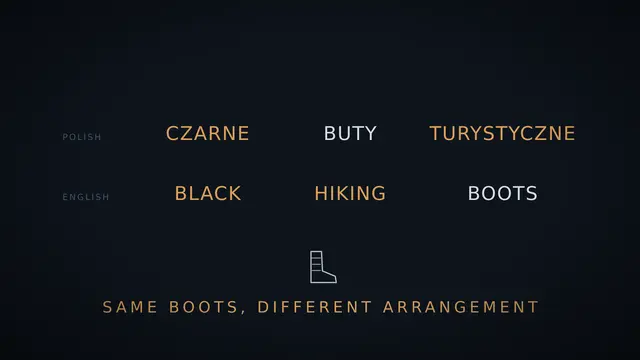 POLISH CZARNE BUTY TURYSTYCZNE
ENGLISH BLACK HIKING BOOTS
SAME BOOTS, DIFFERENT ARRANGEMENT